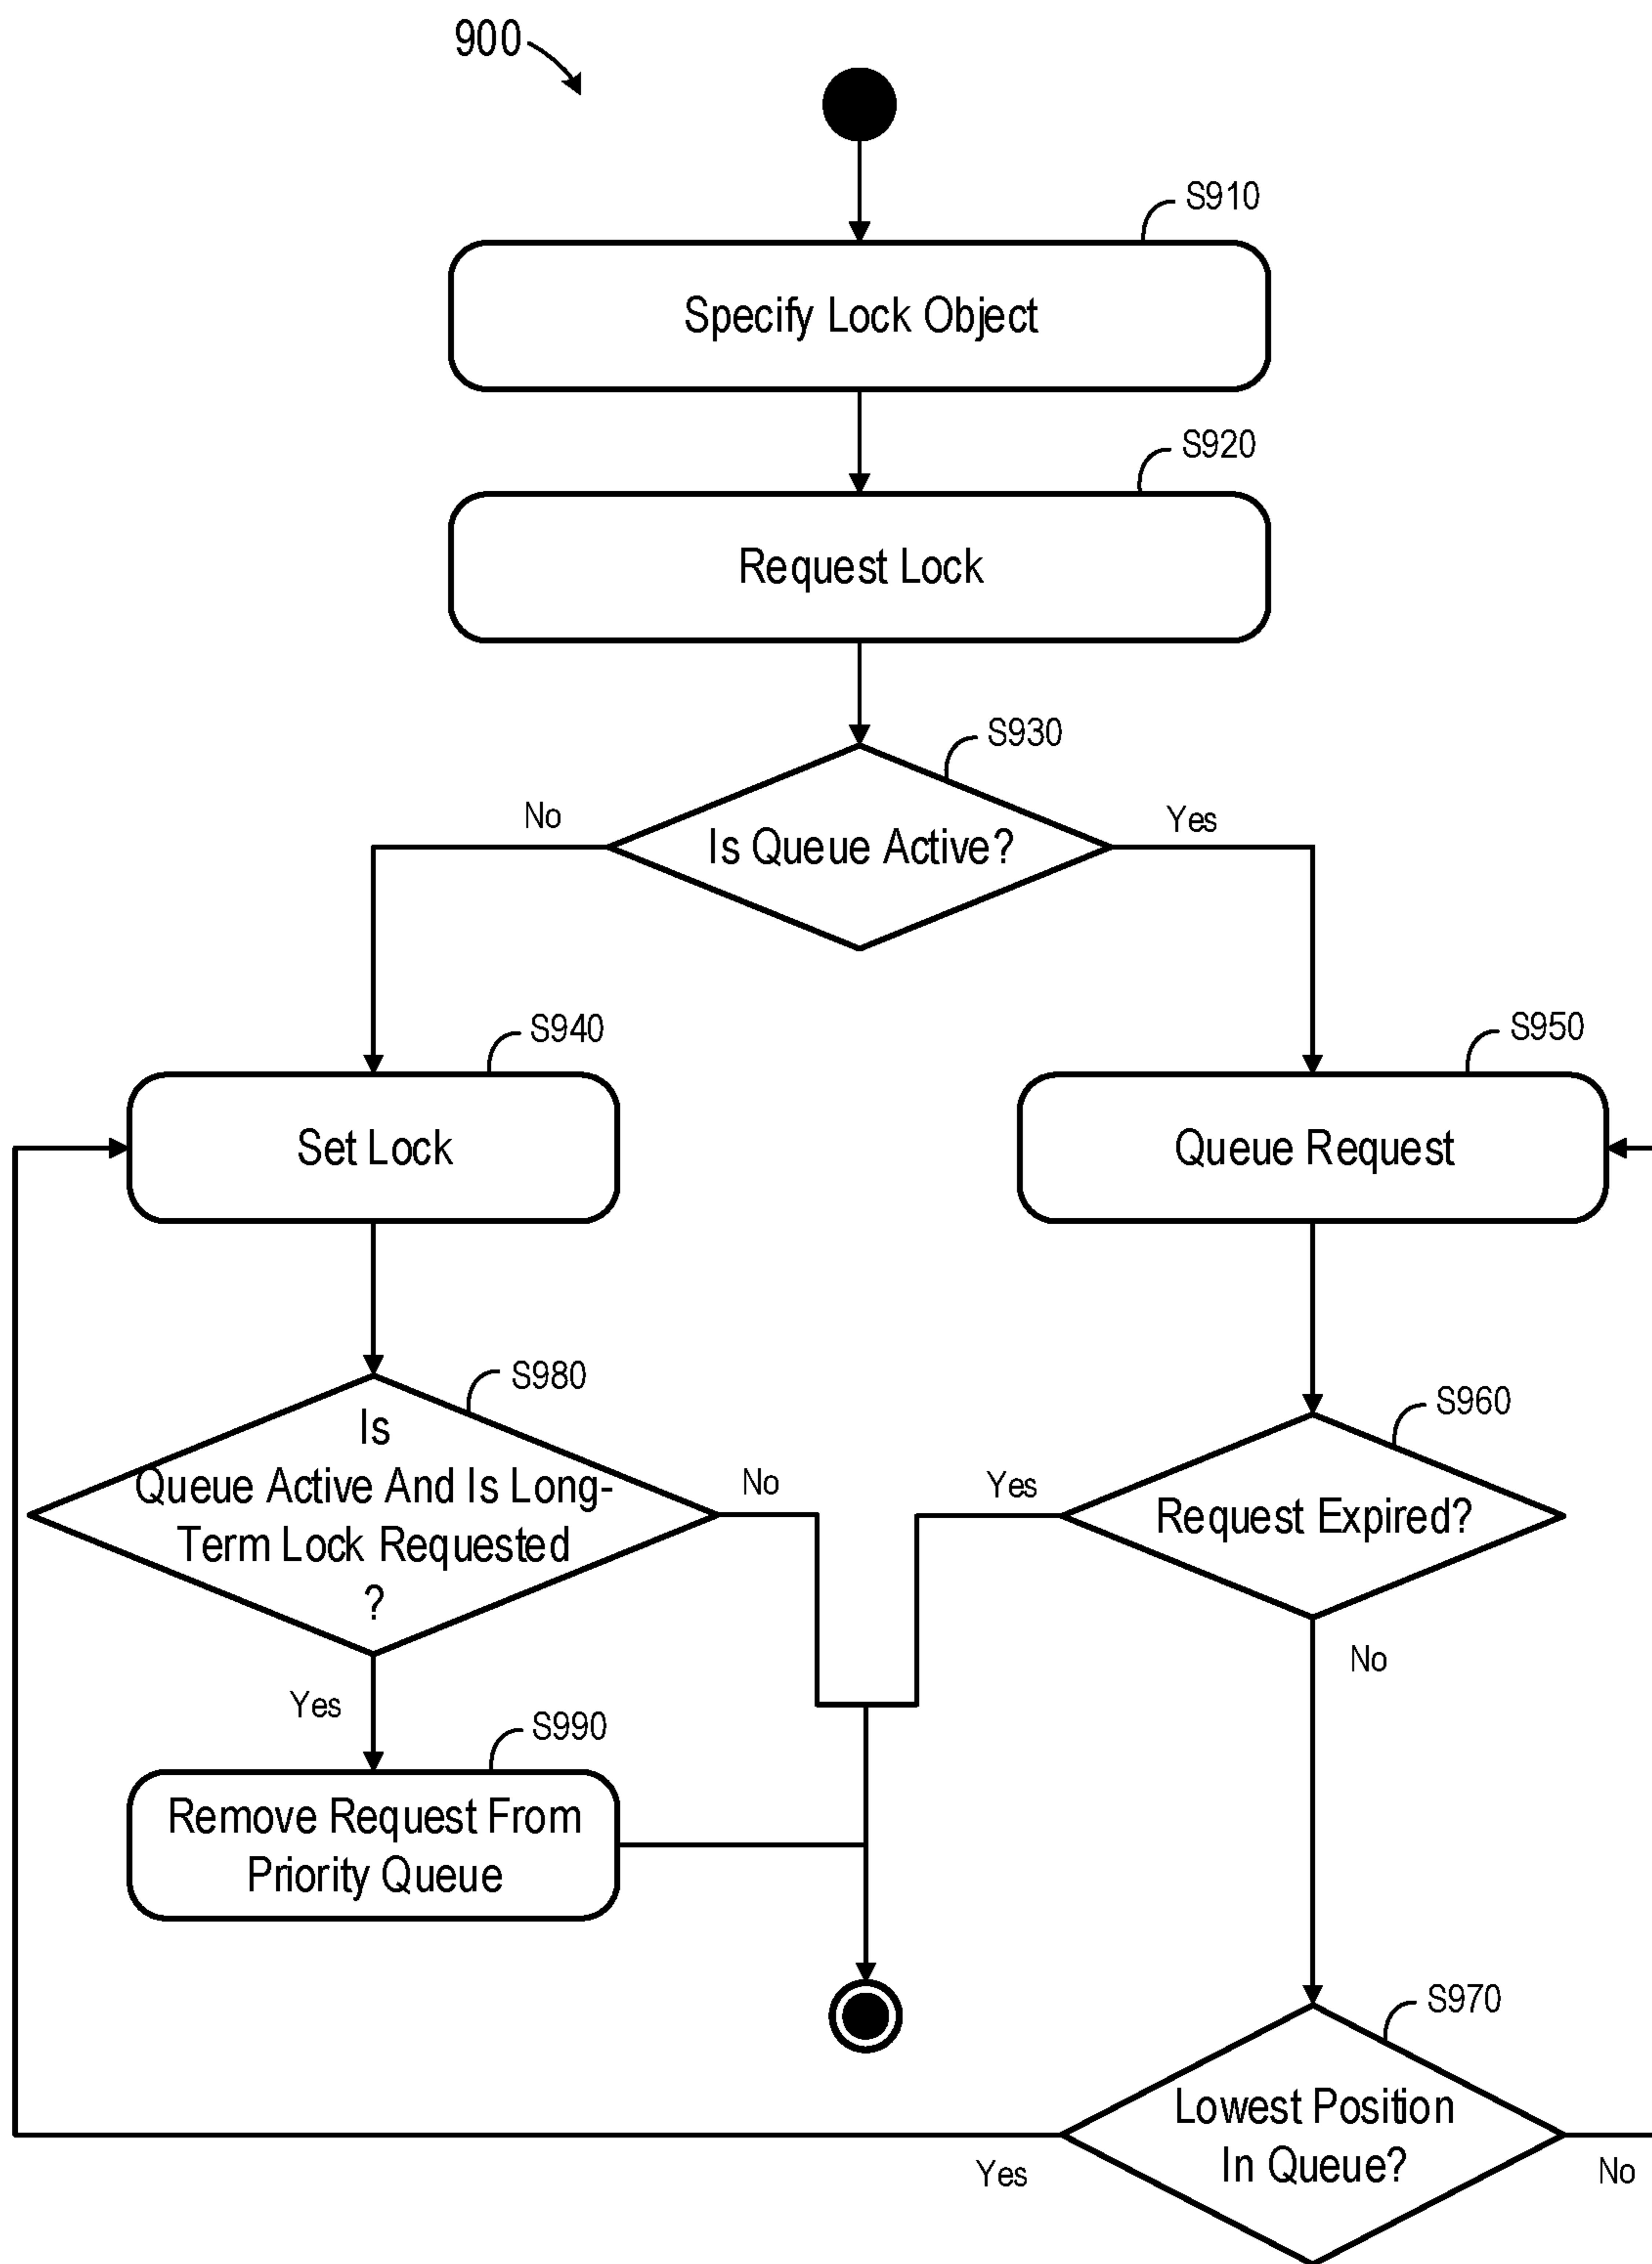 900
S910
Specify Lock Object
S920
Request Lock
S930
No
Yes
Is Queue Active?
S940
S950
Set Lock
Queue Request
S980
S960
Is
Queue Active And Is Long-
Term Lock Requested
?
No
Yes
Request Expired?
No
Yes
S990
Remove Request From
Priority Queue
S970
Lowest Position
In Queue?
Yes
No